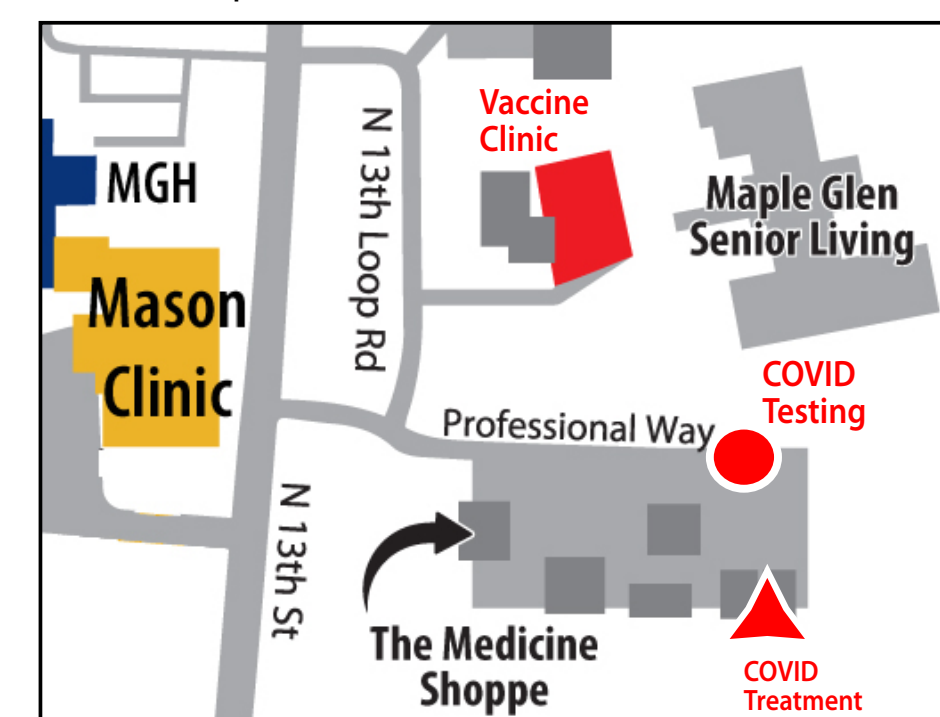 Vaccine
Clinic
MGH
N 13th Loop Rd
Maple Glen
Senior Living
Mason
Clinic
COVID
Testing
Professional Way
N 13th St
The Medicine
Shoppe
COVID
Treatment